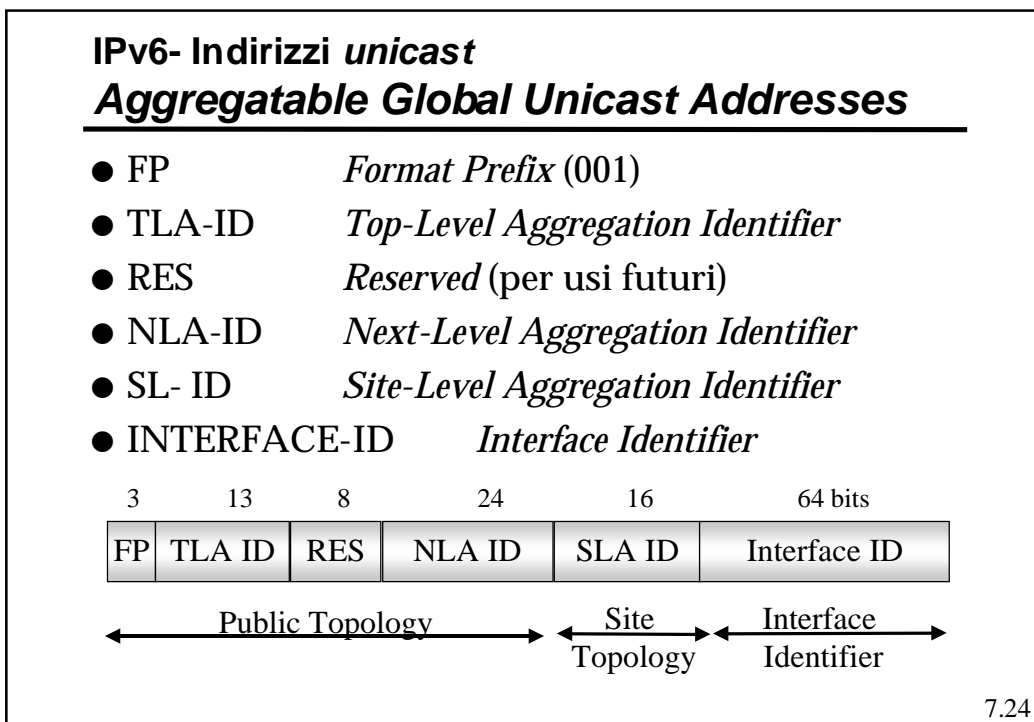 IPv6- Indirizzi unicast
Aggregatable Global Unicast Addresses
● FP Format Prefix (001)
● TLA-ID Top-Level Aggregation Identifier
● RES Reserved (per usi futuri)
● NLA-ID Next-Level Aggregation Identifier
● SL- ID Site-Level Aggregation Identifier
● INTERFACE-ID Interface Identifier
3 13 8 24 16 64 bits
FP TLA ID RES NLA ID SLA ID Interface ID
Public Topology Site Interface
Topology Identifier
7.24